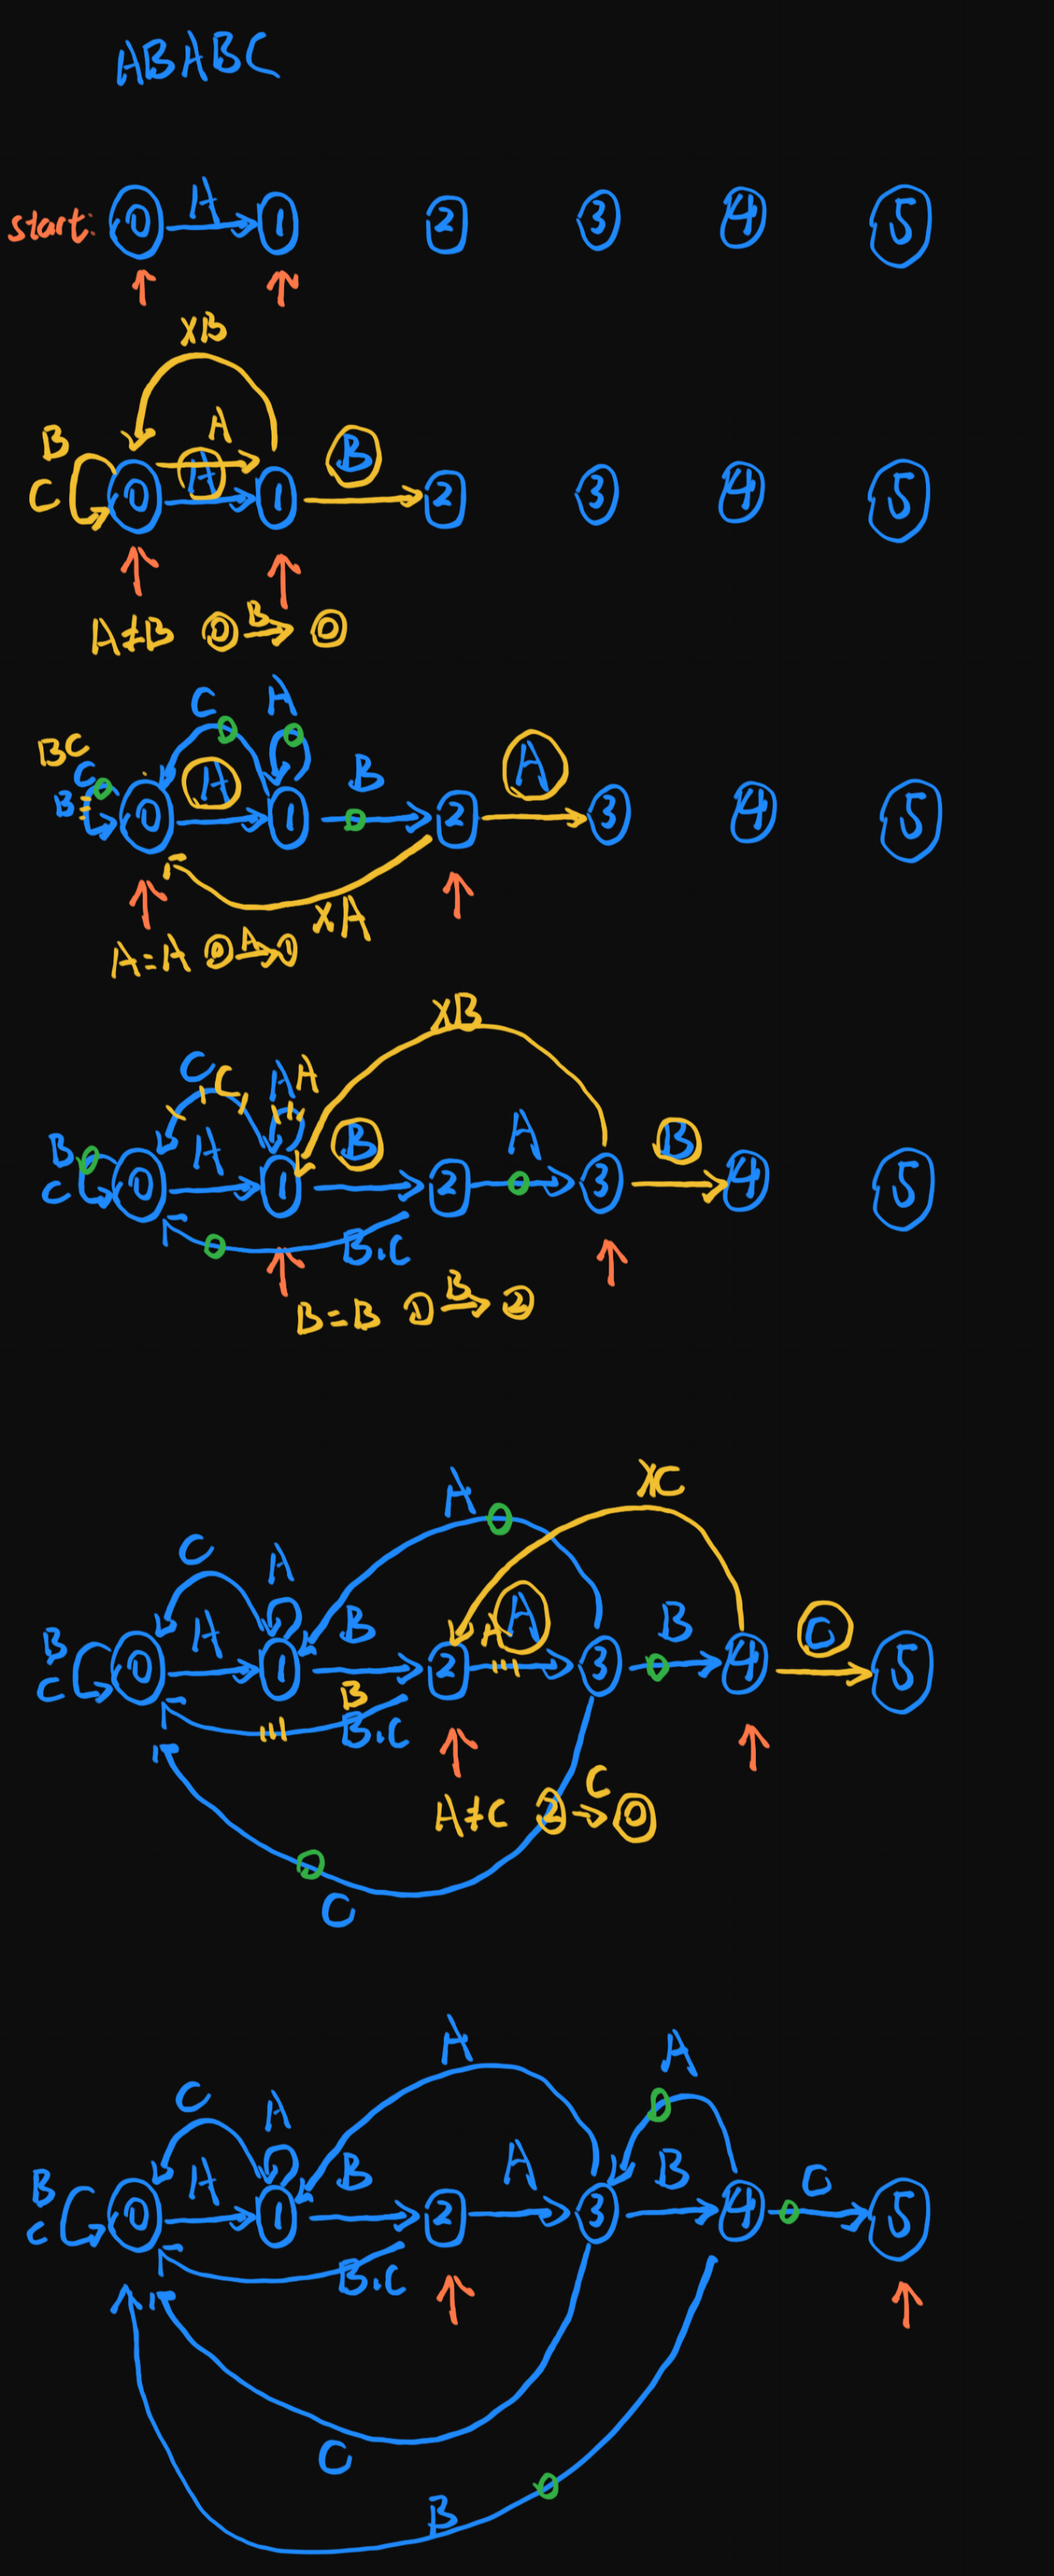 ABABC
start: 0 A 1 2 3 4 5
XB
B A B
C 0 A 1 2 3 4 5
A≠B 0 B→ 0
C A
BC C B A B A
0 1 2 3 4 5
XA
A=A 0 A→ 1
XB
C C A A
B A B A B
C 0 1 2 3 4 5
B.C
B=B 1 B→ 2
A XC
C A
B A B A A B C
C 0 1 2 3 4 5
B
B.C
A≠C 2 C→ 0
C
A A
C A
B A B A B C
C 0 1 2 3 4 5
B.C
C
B